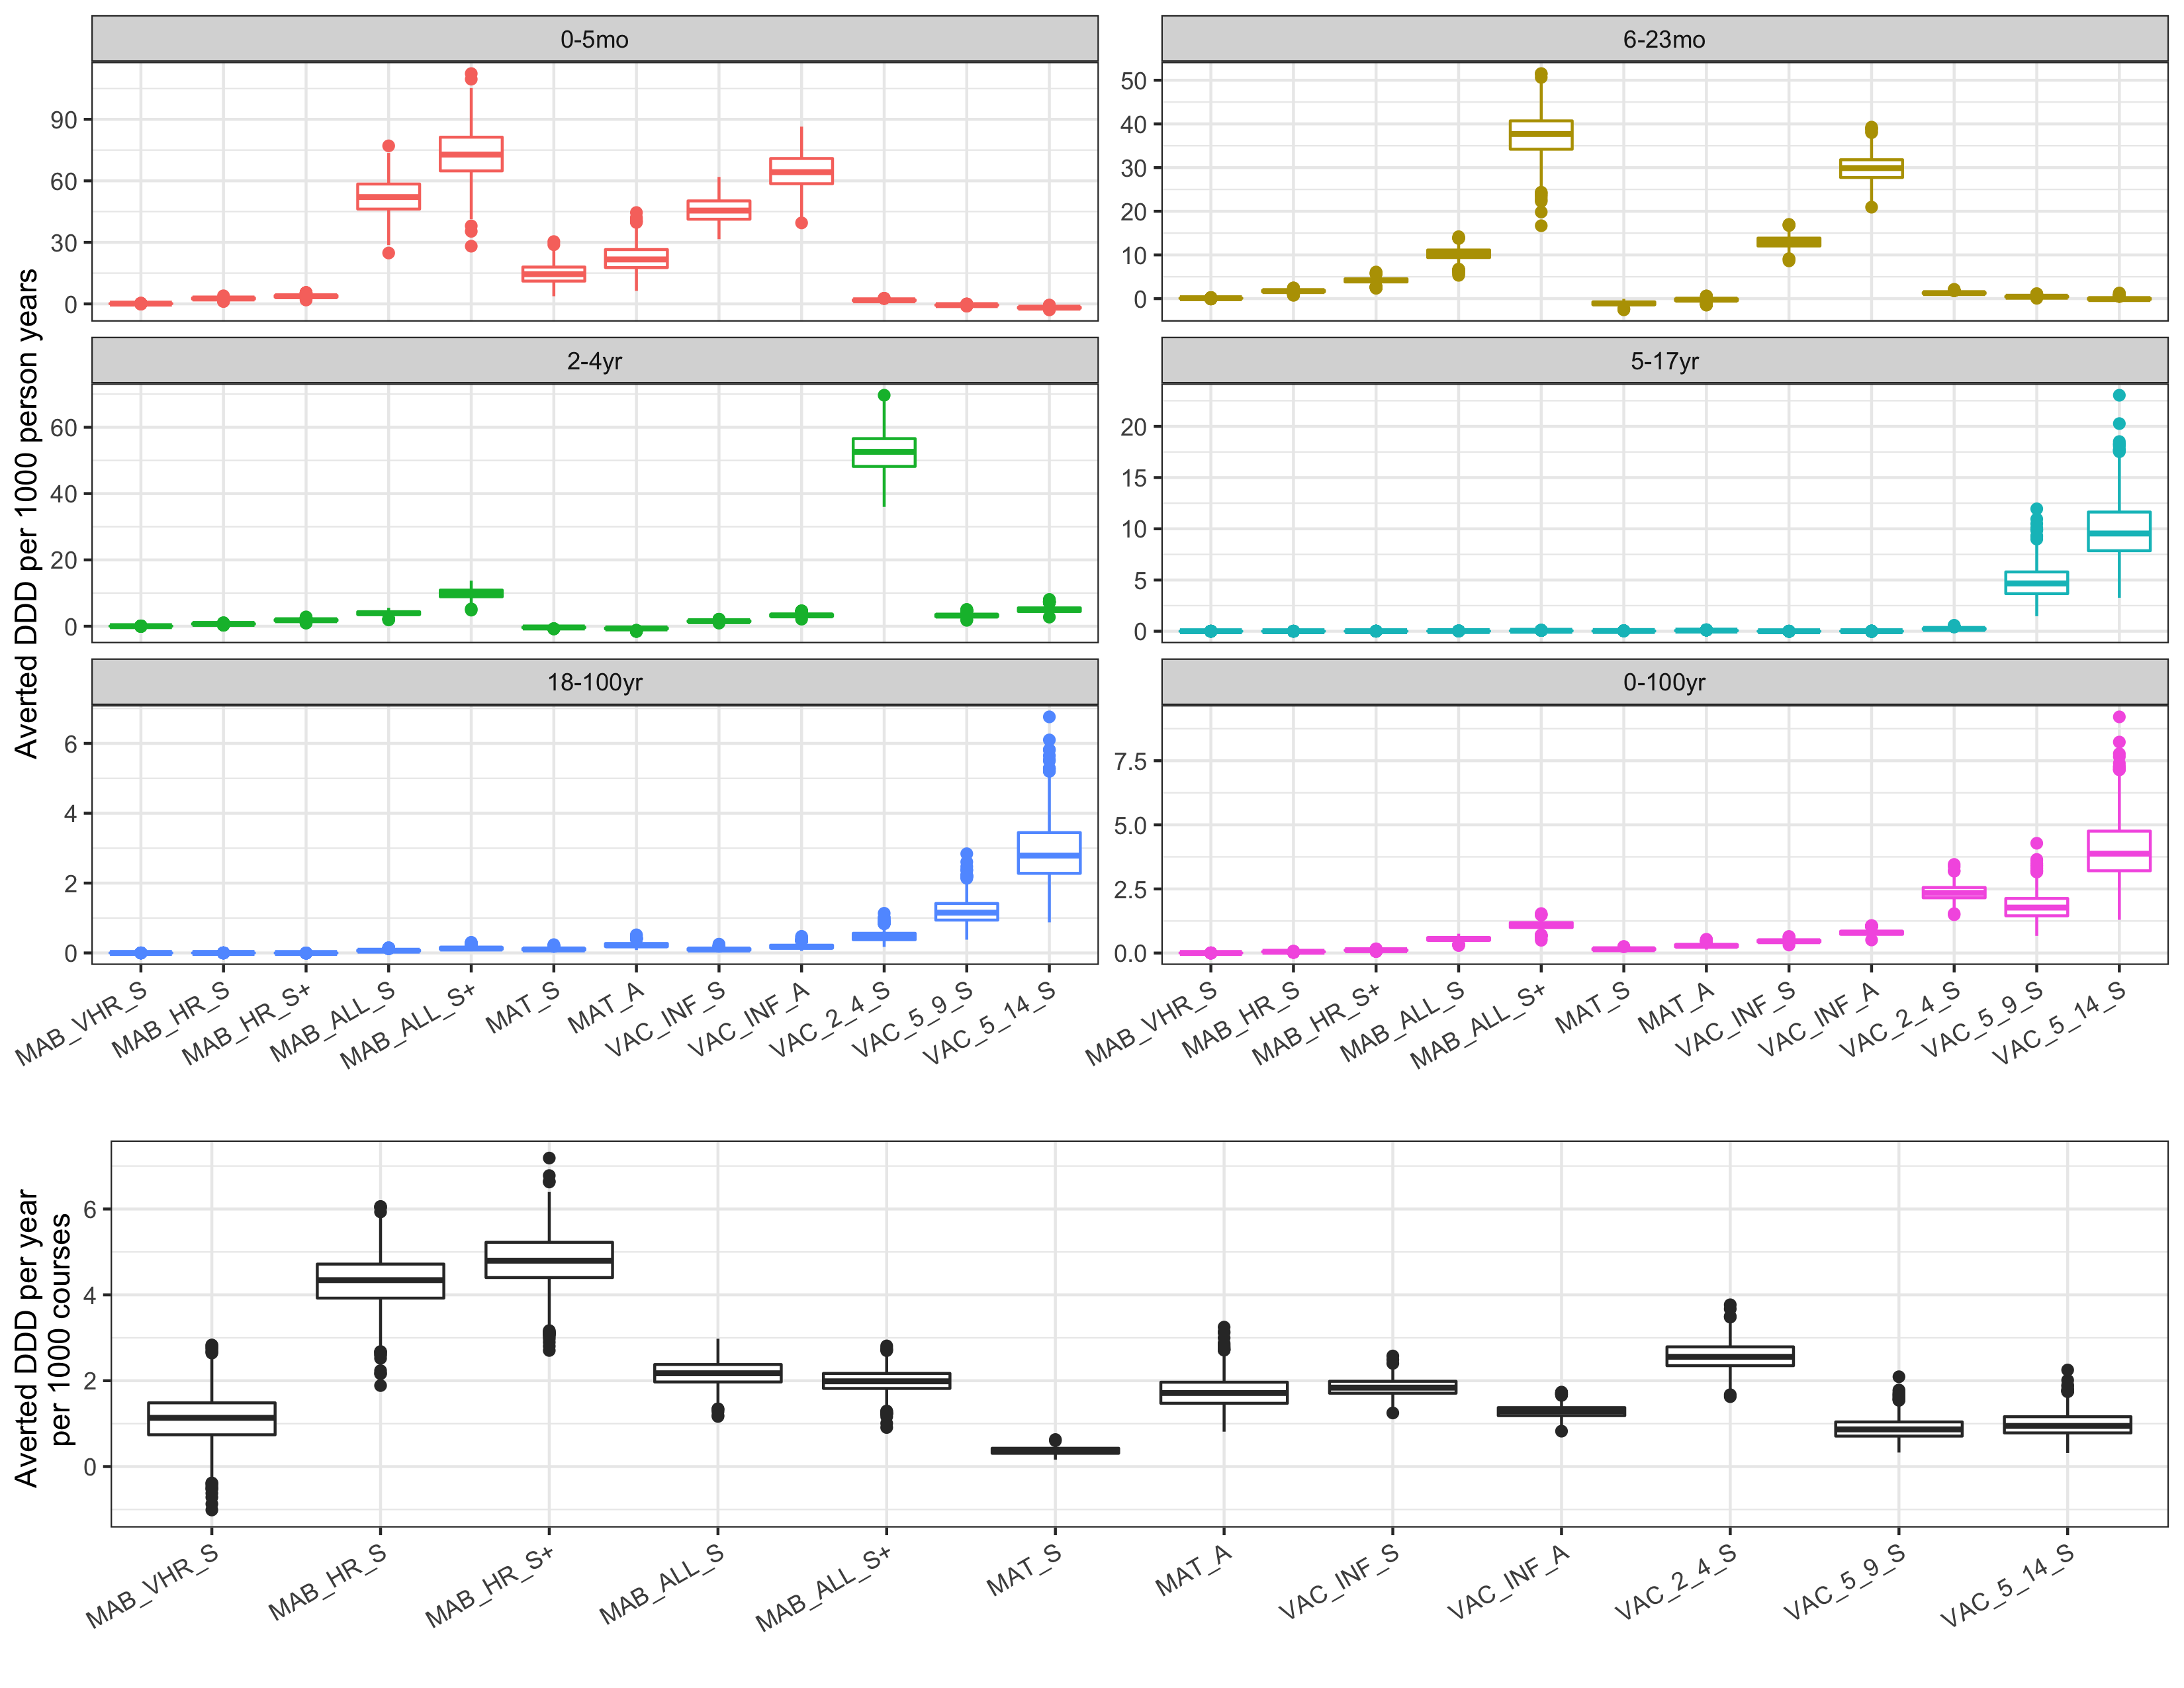 Averted DDD per 1000 person years
0-5mo
90
60
30
0
6-23mo
50
40
30
20
10
0
2-4yr
60
40
20
0
5-17yr
20
15
10
5
0
18-100yr
6
4
2
0
0-100yr
7.5
5.0
2.5
0.0
MAB_VHR_S
MAB_HR_S
MAB_HR_S+
MAB_ALL_S
MAB_ALL_S+
MAT_S
MAT_A
VAC_INF_S
VAC_INF_A
VAC_2_4_S
VAC_5_9_S
VAC_5_14_S
MAB_VHR_S
MAB_HR_S
MAB_HR_S+
MAB_ALL_S
MAB_ALL_S+
MAT_S
MAT_A
VAC_INF_S
VAC_INF_A
VAC_2_4_S
VAC_5_9_S
VAC_5_14_S
Averted DDD per year
per 1000 courses
6
4
2
0
MAB_VHR_S
MAB_HR_S
MAB_HR_S+
MAB_ALL_S
MAB_ALL_S+
MAT_S
MAT_A
VAC_INF_S
VAC_INF_A
VAC_2_4_S
VAC_5_9_S
VAC_5_14_S